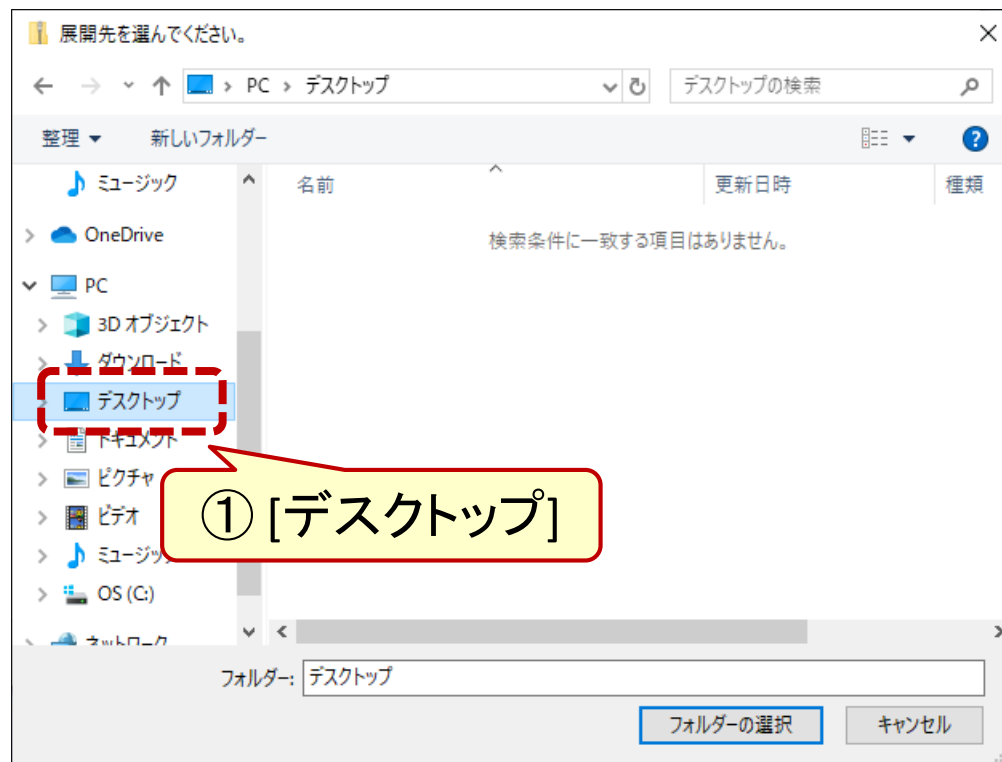 展開先を選んでください。
PC › デスクトップ
デスクトップの検索
整理 新しいフォルダー
名前 更新日時 種類
検索条件に一致する項目はありません。
ミュージック
OneDrive
PC
3D オブジェクト
ダウンロード
デスクトップ
ドキュメント
ピクチャ
ビデオ
ミュージック
OS (C:)
ネットワーク
① [デスクトップ]
フォルダー: デスクトップ
フォルダーの選択 キャンセル